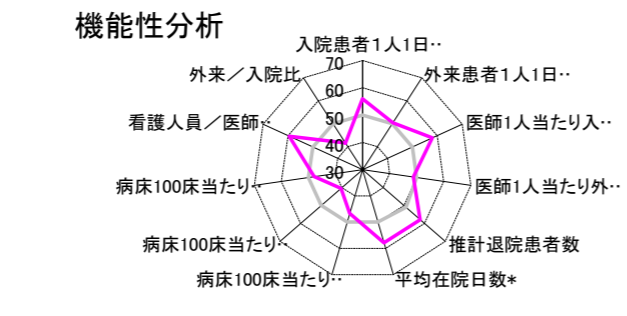 機能性分析
入院患者１人1日‥
外来／入院比
外来患者１人1日‥
看護人員／医師‥
医師1人当たり入‥
病床100床当たり‥
医師1人当たり外‥
病床100床当たり‥
推計退院患者数
病床100床当たり‥
平均在院日数*
70
60
50
40
30